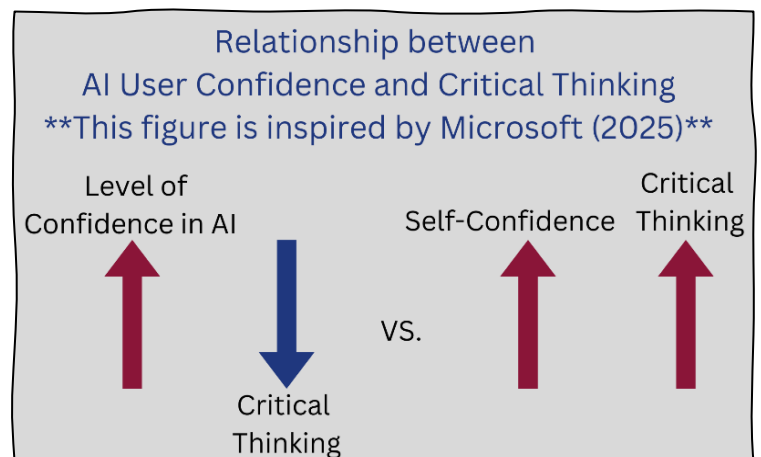 Relationship between
AI User Confidence and Critical Thinking
**This figure is inspired by Microsoft (2025)**
Level of
Confidence in AI
Critical
Thinking
VS.
Self-Confidence
Critical
Thinking